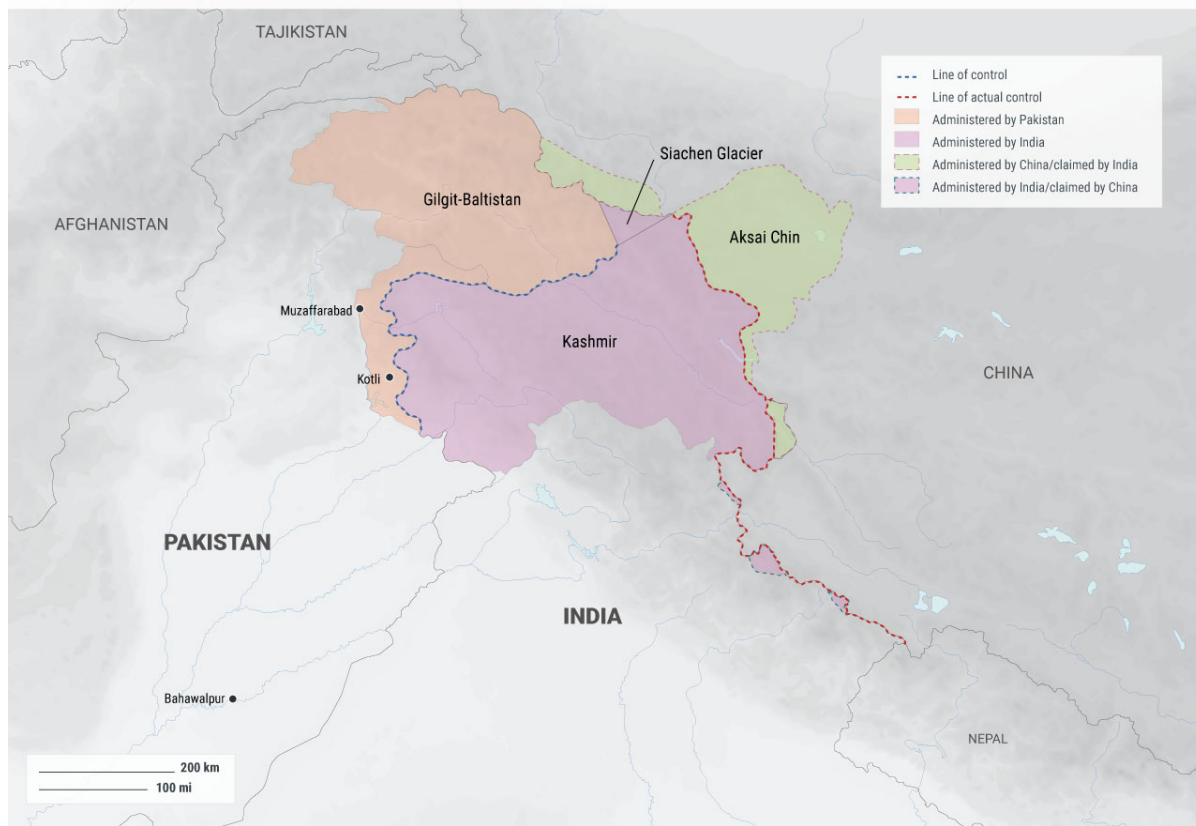 TAJIKISTAN
Line of control
Line of actual control
Administered by Pakistan
Administered by India
Administered by China/claimed by India
Administered by India/claimed by China
Siachen Glacier
Gilgit-Baltistan
AFGHANISTAN
Aksai Chin
Muzaffarabad
Kashmir
Kotli
CHINA
PAKISTAN
INDIA
Bahawalpur
NEPAL
200 km
100 mi